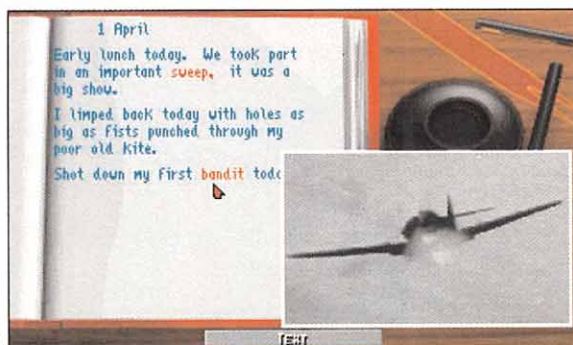 1 April
Early lunch today. We took part
in an important sweep, it was a
big show.
I limped back today with holes as
big as fists punched through my
poor old kite.
Shot down my first bandit
TEXT